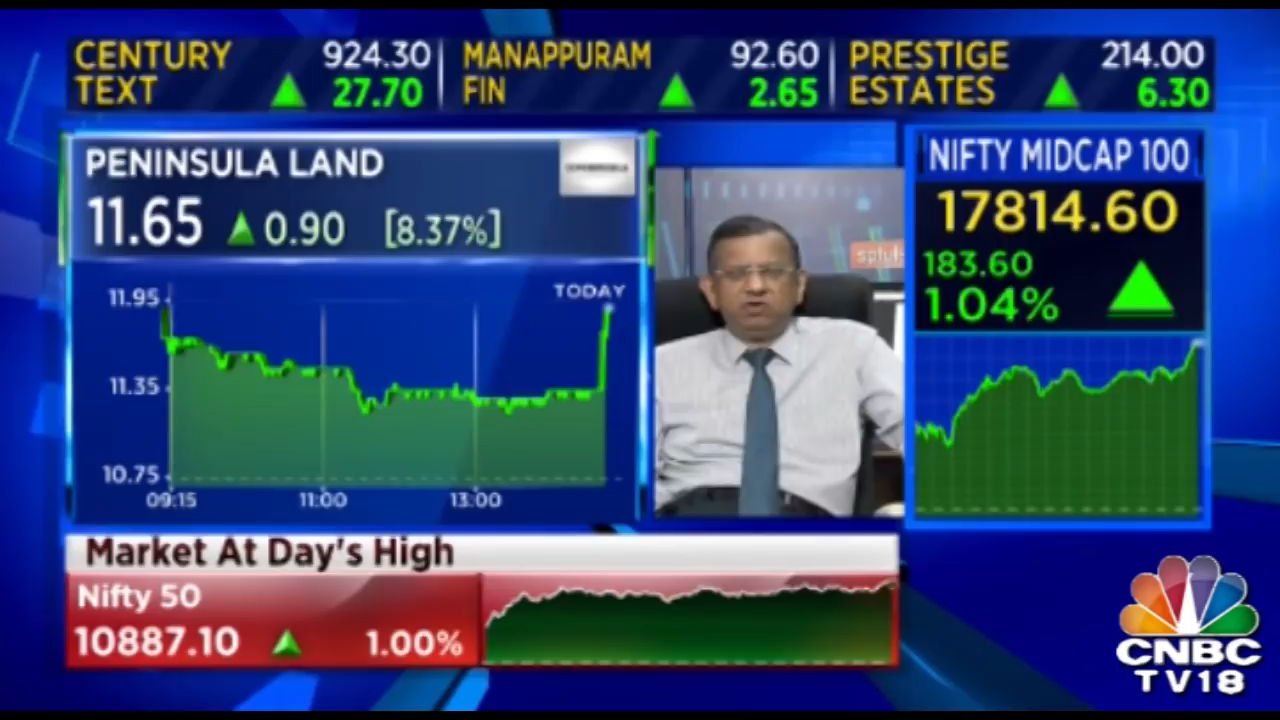 CENTURY TEXT 924.30 27.70
MANAPPURAM FIN 92.60 2.65
PRESTIGE ESTATES 214.00 6.30
PENINSULA LAND
11.65 0.90 [8.37%]
TODAY
11.95
11.35
10.75
09:15 11:00 13:00
NIFTY MIDCAP 100
17814.60
183.60
1.04%
Market At Day's High
Nifty 50
10887.10 1.00%
CNBC
TV18